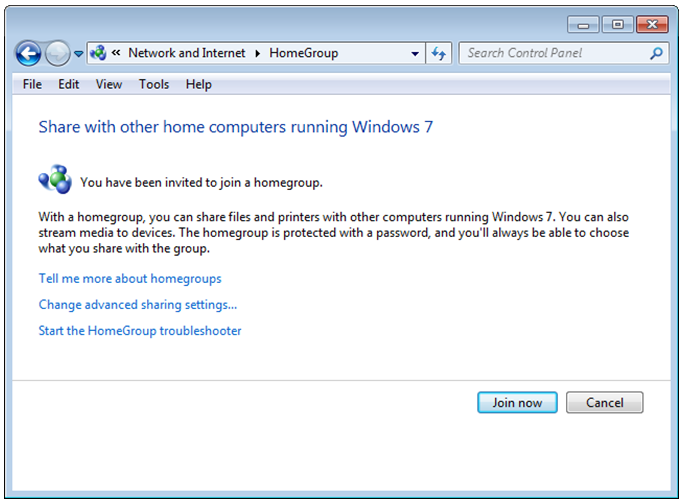 « Network and Internet ▸ HomeGroup
Search Control Panel
File Edit View Tools Help
Share with other home computers running Windows 7
You have been invited to join a homegroup.
With a homegroup, you can share files and printers with other computers running Windows 7. You can also
stream media to devices. The homegroup is protected with a password, and you'll always be able to choose
what you share with the group.
Tell me more about homegroups
Change advanced sharing settings...
Start the HomeGroup troubleshooter
Join now Cancel